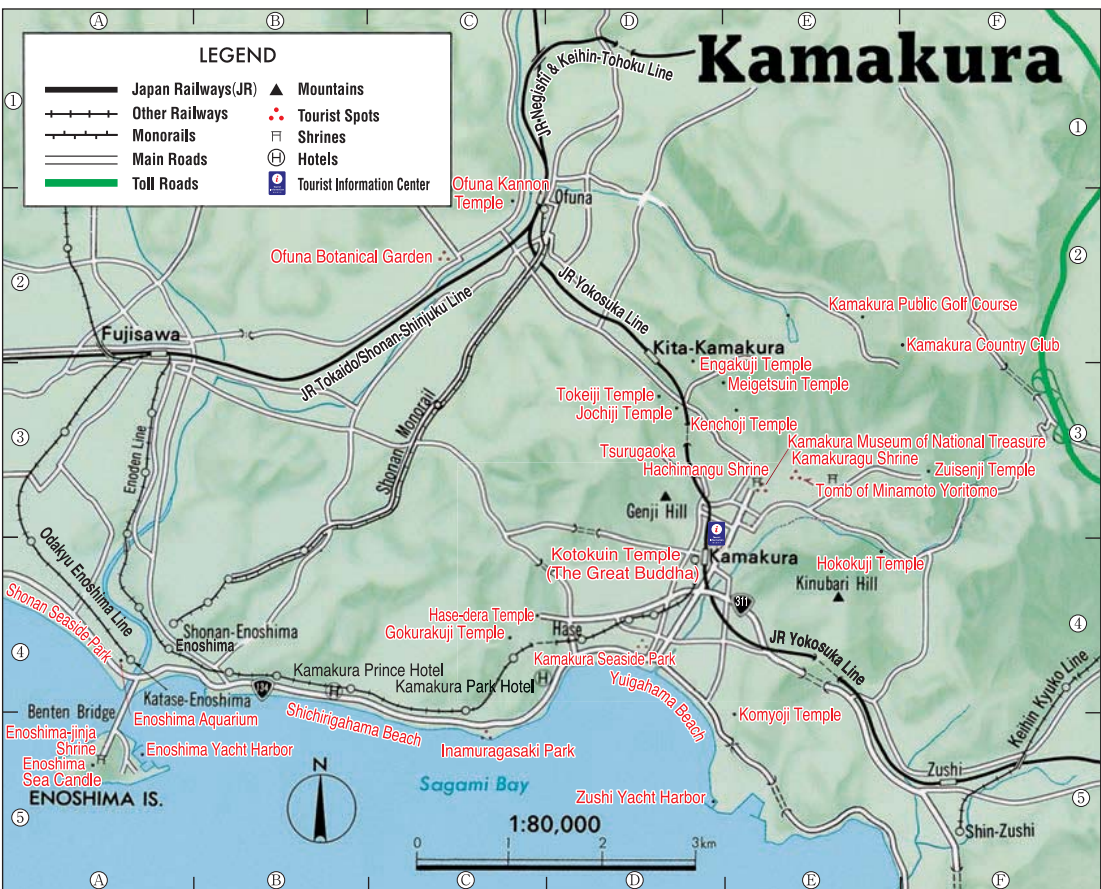 Ⓐ Ⓑ Ⓒ Ⓓ Ⓔ Ⓕ
Kamakura
LEGEND
Japan Railways(JR)
Other Railways
Monorails
Main Roads
Toll Roads
Mountains
Tourist Spots
Shrines
Ⓗ Hotels
Tourist Information Center
① ①
JR·Negishi & Keihin-Tohoku Line
Ofuna Kannon
Temple
Ofuna
Ofuna Botanical Garden
② ②
JR Yokosuka Line
JR Tokaido/Shonan-Shinjuku Line
Kamakura Public Golf Course
Fujisawa
Kita-Kamakura
Kamakura Country Club
Engakuji Temple
Meigetsuin Temple
Tokeiji Temple
Jochiji Temple
Kenchoji Temple
③ ③
Shonan Monorail
Enoden Line
Tsurugaoka
Hachimangu Shrine
Kamakura Museum of National Treasure
Kamakuragu Shrine
Zuisenji Temple
Tomb of Minamoto Yoritomo
Genji Hill
Odakyu Enoshima Line
Kotokuin Temple
(The Great Buddha)
Kamakura
Hokokuji Temple
Kinubari Hill
311
Shonan Seaside Park
Shonan-Enoshima
Enoshima
Hase-dera Temple
Gokurakuji Temple
Hase
JR Yokosuka Line
④ ④
Kamakura Seaside Park
Kamakura Prince Hotel
Ⓗ
Kamakura Park Hotel
Ⓗ
134
Katase-Enoshima
Shichirigahama Beach
Yuigahama Beach
Keihin Kyuko Line
Benten Bridge
Enoshima Aquarium
Komyoji Temple
Enoshima-jinja
Shrine
Enoshima Yacht Harbor
Inamuragasaki Park
Enoshima
Sea Candle
ENOSHIMA IS.
N
Sagami Bay
Zushi
Zushi Yacht Harbor
⑤ ⑤
1:80,000
Shin-Zushi
0 1 2 3km
Ⓐ Ⓑ Ⓒ Ⓓ Ⓔ Ⓕ